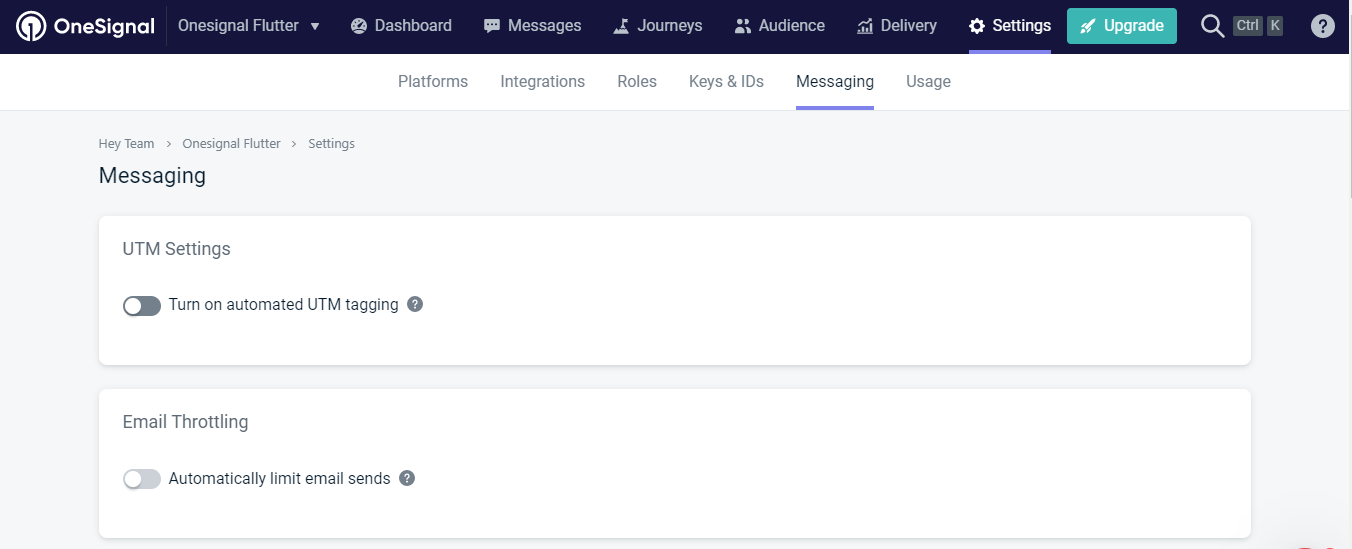 OneSignal Onesignal Flutter ▼ Dashboard Messages Journeys Audience Delivery Settings Upgrade Ctrl K ?
Platforms Integrations Roles Keys & IDs Messaging Usage
Hey Team > Onesignal Flutter > Settings
Messaging
UTM Settings
Turn on automated UTM tagging ?
Email Throttling
Automatically limit email sends ?